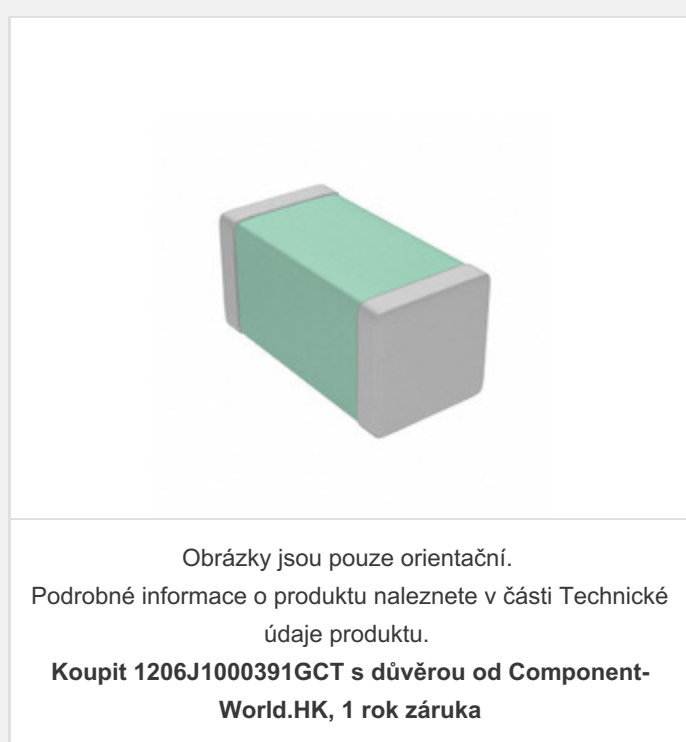 Obrázky jsou pouze orientační.
Podrobné informace o produktu naleznete v části Technické
údaje produktu.
Koupit 1206J1000391GCT s důvěrou od Component-
World.HK, 1 rok záruka